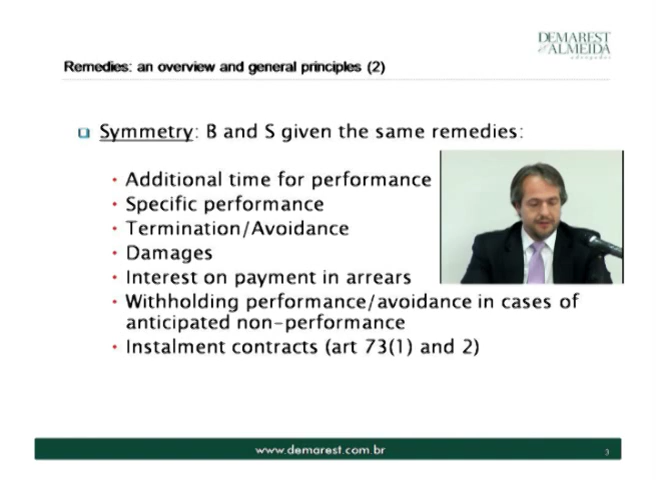 DEMAREST
& ALMEIDA
advogados
Remedies: an overview and general principles (2)
Symmetry: B and S given the same remedies:
• Additional time for performance
• Specific performance
• Termination/Avoidance
• Damages
• Interest on payment in arrears
• Withholding performance/avoidance in cases of
anticipated non-performance
• Instalment contracts (art 73(1) and 2)
www.demarest.com.br
3